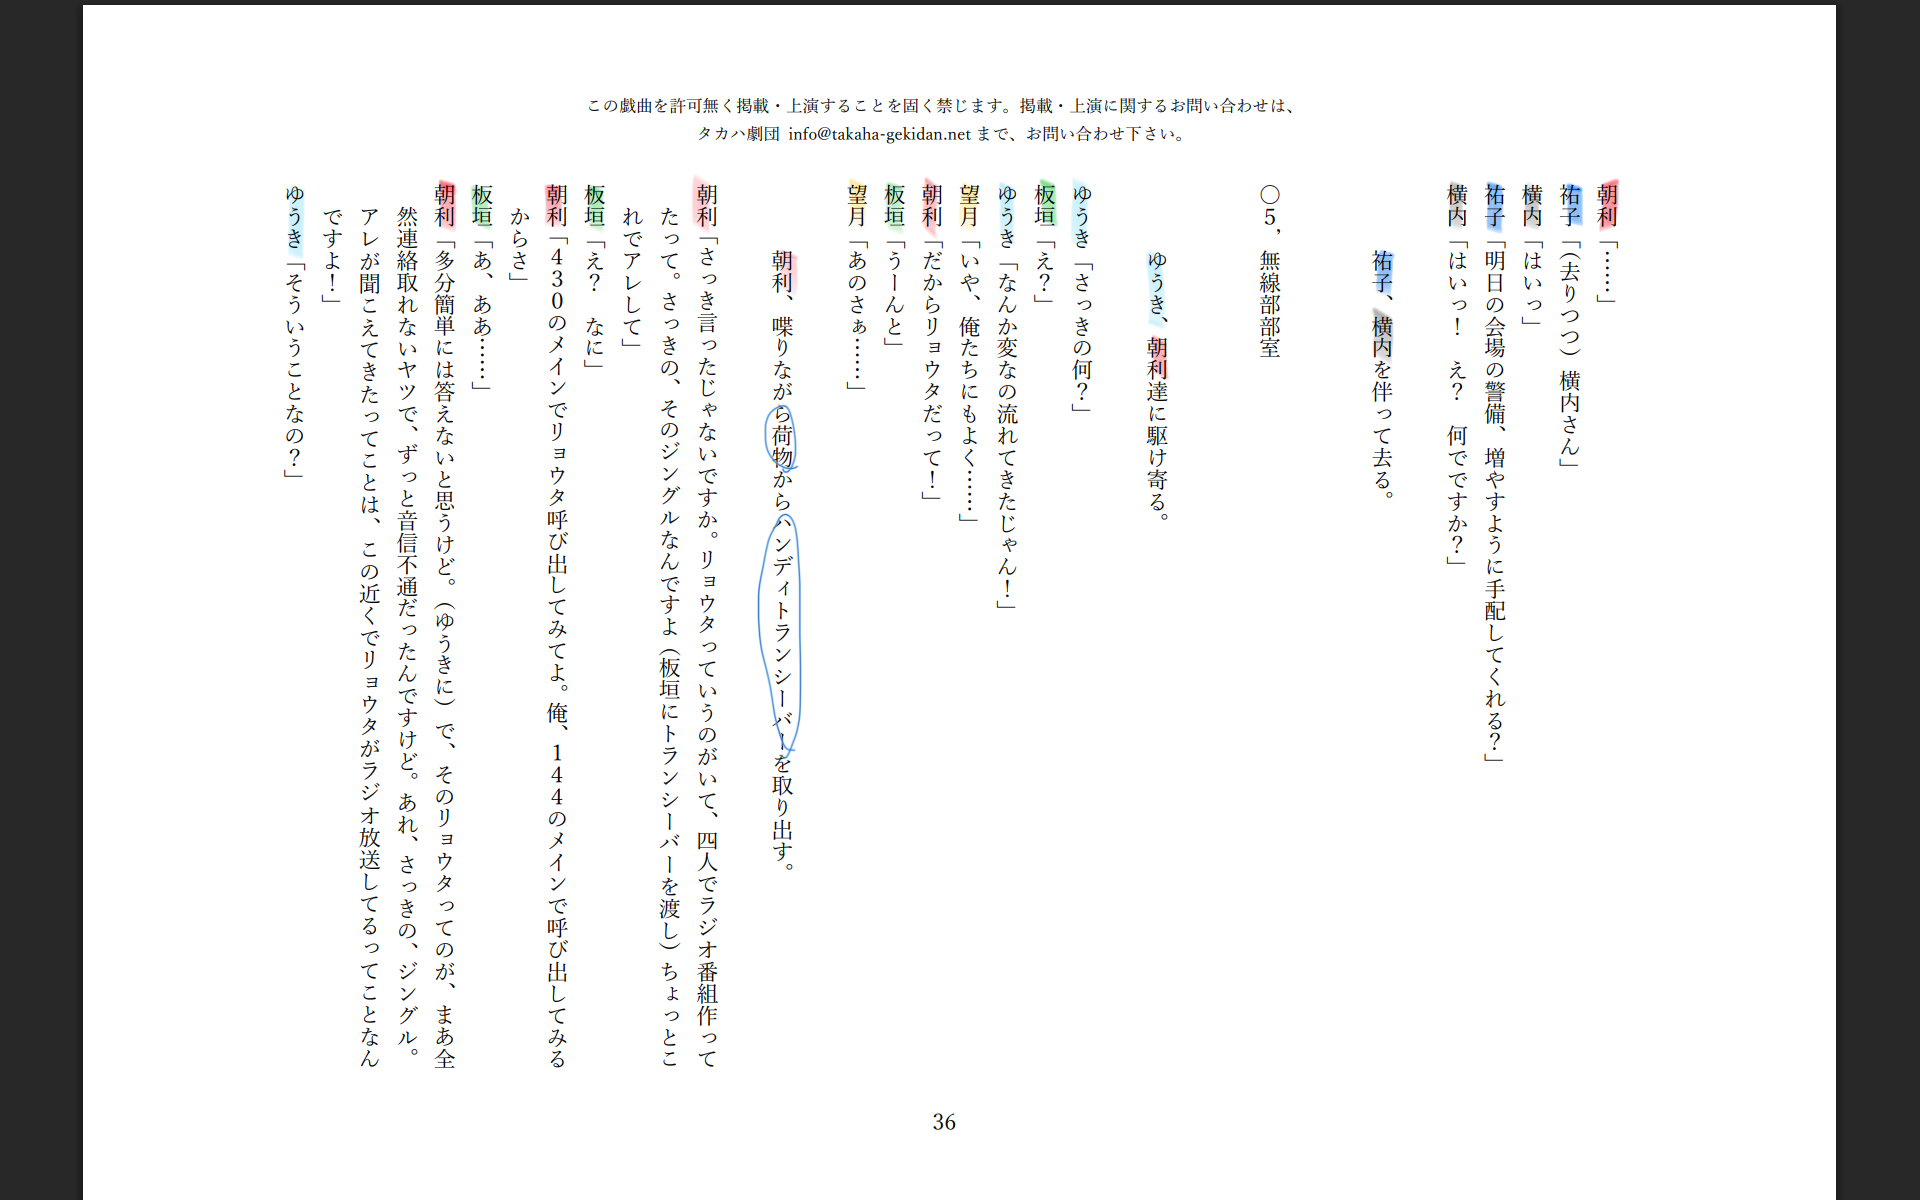 この戯曲を許可無く掲載・上演することを固く禁じます。掲載・上演に関するお問い合わせは、
タカハ劇団 info@takaha-gekidan.net まで、お問い合わせ下さい。
朝利「……」
祐子「（去りつつ）横内さん」
横内「はいっ」
祐子「明日の会場の警備、増やすように手配してくれる？」
横内「はいっ！　え？　何でですか？」
祐子、横内を伴って去る。
〇５，無線部部室
ゆうき、朝利達に駆け寄る。
ゆうき「さっきの何？」
板垣「え？」
ゆうき「なんか変なの流れてきたじゃん！」
望月「いや、俺たちにもよく……」
朝利「だからリョウタだって！」
板垣「うーんと」
望月「あのさぁ……」
朝利、喋りながら荷物からハンディトランシーバーを取り出す。
朝利「さっき言ったじゃないですか。リョウタっていうのがいて、四人でラジオ番組作って
たって。さっきの、そのジングルなんですよ（板垣にトランシーバーを渡し）ちょっとこ
れでアレして」
板垣「え？　なに」
朝利「４３０のメインでリョウタ呼び出してみてよ。俺、１４４のメインで呼び出してみる
からさ」
板垣「あ、ああ……」
朝利「多分簡単には答えないと思うけど。（ゆうきに）で、そのリョウタってのが、まあ全
然連絡取れないヤツで、ずっと音信不通だったんですけど。あれ、さっきの、ジングル。
アレが聞こえてきたってことは、この近くでリョウタがラジオ放送してるってことなん
ですよ！」
ゆうき「そういうことなの？」
36